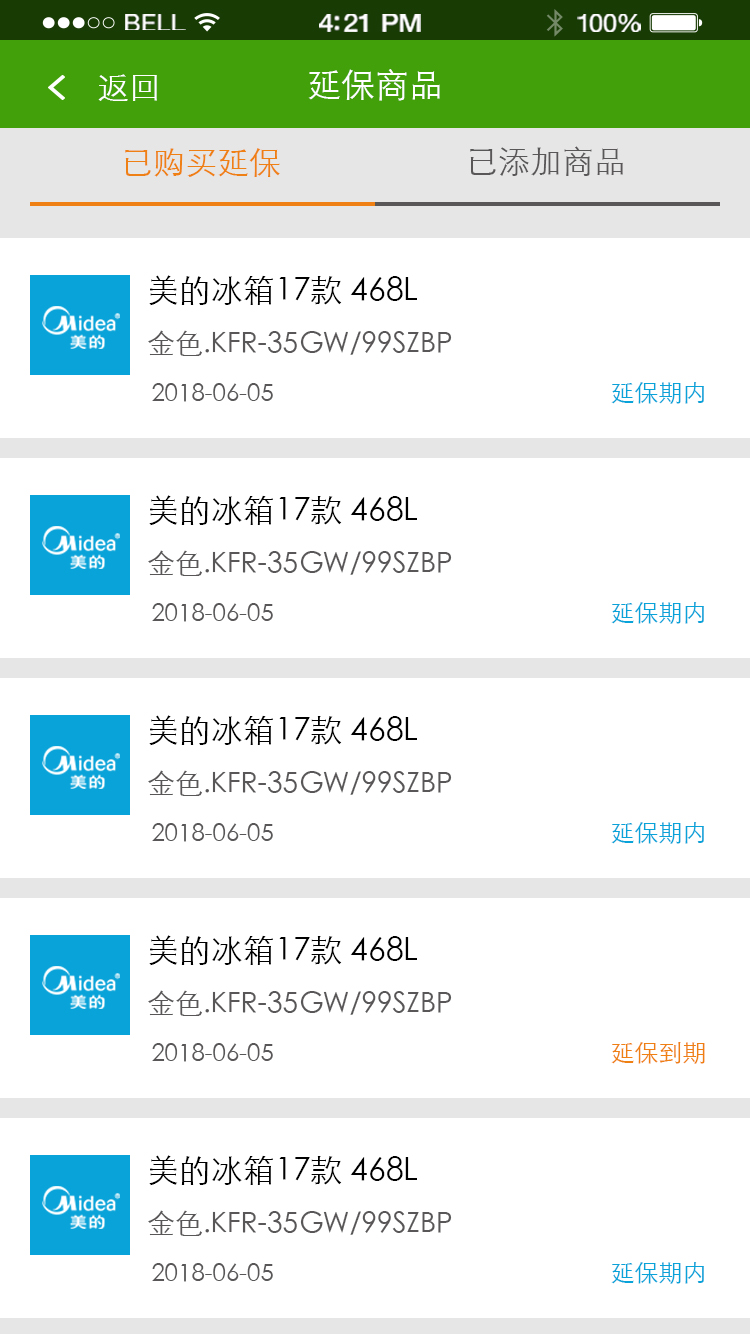 BELL 4:21 PM 100%
返回 延保商品
已购买延保 已添加商品
美的冰箱17款 468L
Midea®
美的
金色.KFR-35GW/99SZBP
2018-06-05 延保期内
美的冰箱17款 468L
Midea®
美的
金色.KFR-35GW/99SZBP
2018-06-05 延保期内
美的冰箱17款 468L
Midea®
美的
金色.KFR-35GW/99SZBP
2018-06-05 延保期内
美的冰箱17款 468L
Midea®
美的
金色.KFR-35GW/99SZBP
2018-06-05 延保到期
美的冰箱17款 468L
Midea®
美的
金色.KFR-35GW/99SZBP
2018-06-05 延保期内